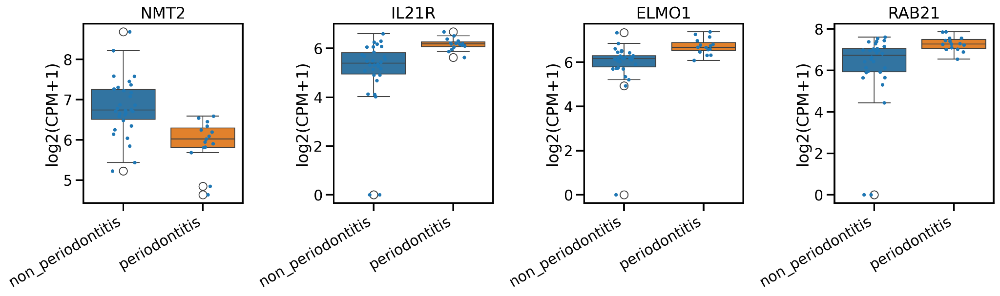 NMT2
log2(CPM+1)
8
7
6
5
non_periodontitis
periodontitis
IL21R
log2(CPM+1)
6
4
2
0
non_periodontitis
periodontitis
ELMO1
log2(CPM+1)
6
4
2
0
non_periodontitis
periodontitis
RAB21
log2(CPM+1)
8
6
4
2
0
non_periodontitis
periodontitis